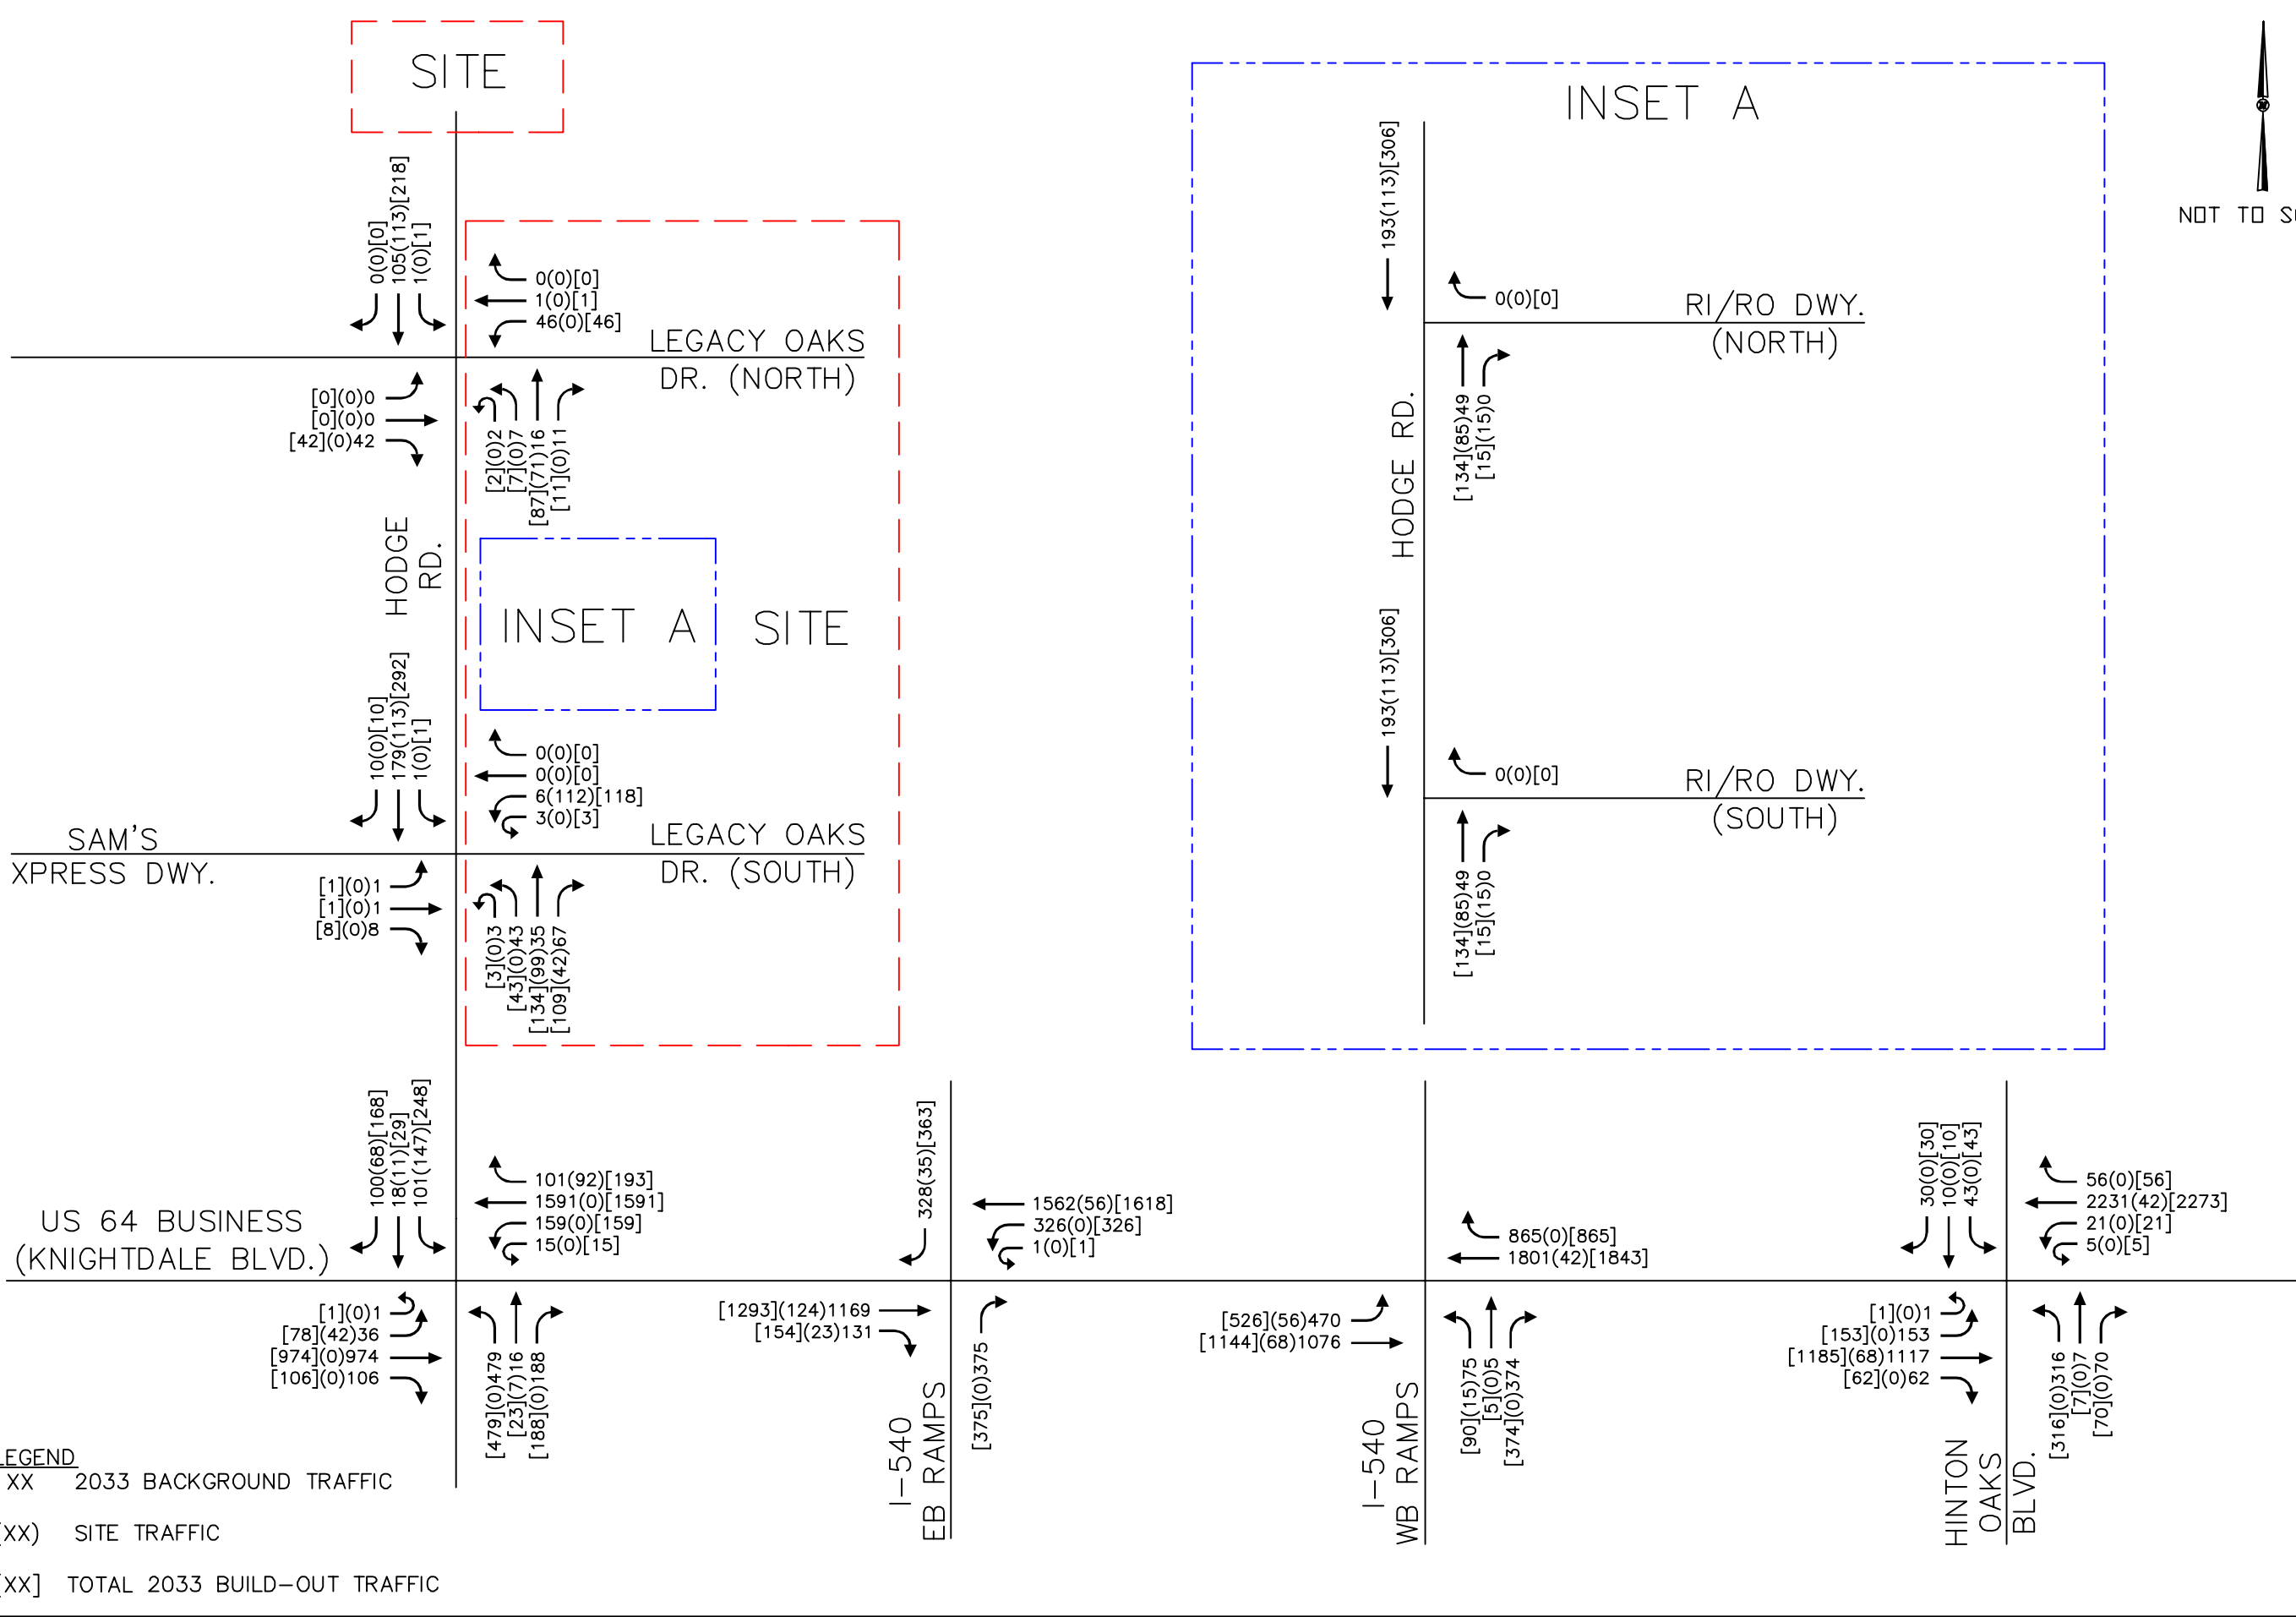 SITE
INSET A
NOT TO S
0(0)[0]
105(113)[218]
1(0)[1]
0(0)[0]
1(0)[1]
46(0)[46]
LEGACY OAKS
DR. (NORTH)
[0](0)0
[0](0)0
[42](0)42
[2](0)2
[7](0)7
[87](71)16
[11](0)11
HODGE
RD.
INSET A
SITE
10(0)[10]
179(113)[292]
1(0)[1]
0(0)[0]
0(0)[0]
6(112)[118]
3(0)[3]
SAM'S
XPRESS DWY.
LEGACY OAKS
DR. (SOUTH)
[1](0)1
[1](0)1
[8](0)8
[3](0)3
[43](0)43
[134](99)35
[109](42)67
193(113)[306]
0(0)[0]
RI/RO DWY.
(NORTH)
[134](85)49
[15](15)0
HODGE RD.
193(113)[306]
0(0)[0]
RI/RO DWY.
(SOUTH)
[134](85)49
[15](15)0
100(68)[168]
18(11)[29]
101(147)[248]
101(92)[193]
1591(0)[1591]
159(0)[159]
15(0)[15]
US 64 BUSINESS
(KNIGHTDALE BLVD.)
[1](0)1
[78](42)36
[974](0)974
[106](0)106
[479](0)479
[23](7)16
[188](0)188
328(35)[363]
1562(56)[1618]
326(0)[326]
1(0)[1]
[1293](124)1169
[154](23)131
[375](0)375
I-540
EB RAMPS
865(0)[865]
1801(42)[1843]
[526](56)470
[1144](68)1076
[90](15)75
[5](0)5
[374](0)374
I-540
WB RAMPS
30(0)[30]
10(0)[10]
43(0)[43]
56(0)[56]
2231(42)[2273]
21(0)[21]
5(0)[5]
[1](0)1
[153](0)153
[1185](68)1117
[62](0)62
[316](0)316
[7](0)7
[70](0)70
HINTON
OAKS
BLVD.
LEGEND
XX 2033 BACKGROUND TRAFFIC
XX) SITE TRAFFIC
XX] TOTAL 2033 BUILD-OUT TRAFFIC